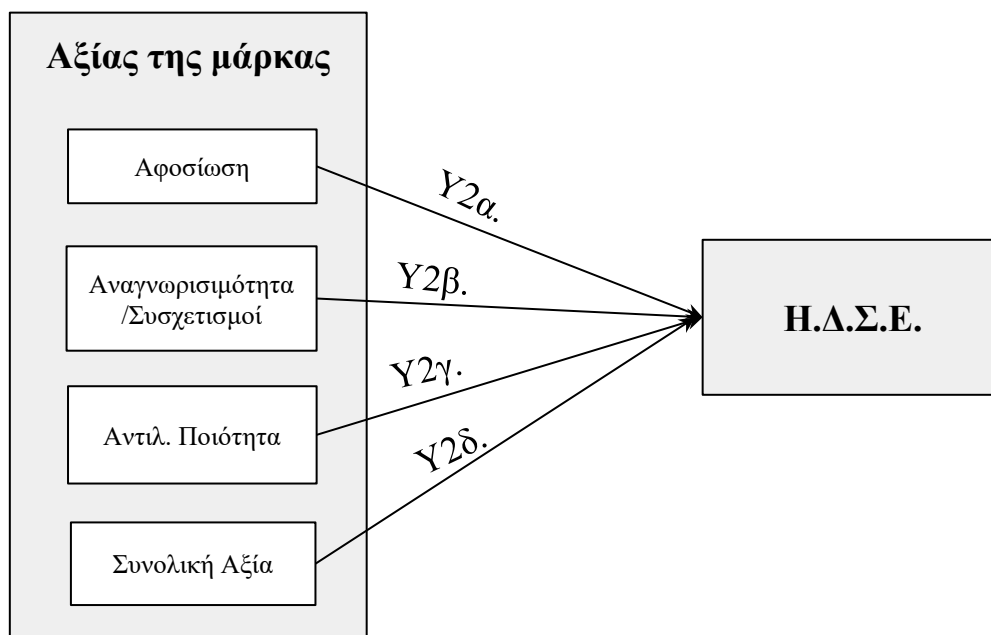 Αξίας της μάρκας
Αφοσίωση
Υ2α.
Αναγνωρισιμότητα
/Συσχετισμοί
Υ2β.
Η.Δ.Σ.Ε.
Αντιλ. Ποιότητα
Υ2γ.
Συνολική Αξία
Υ2δ.